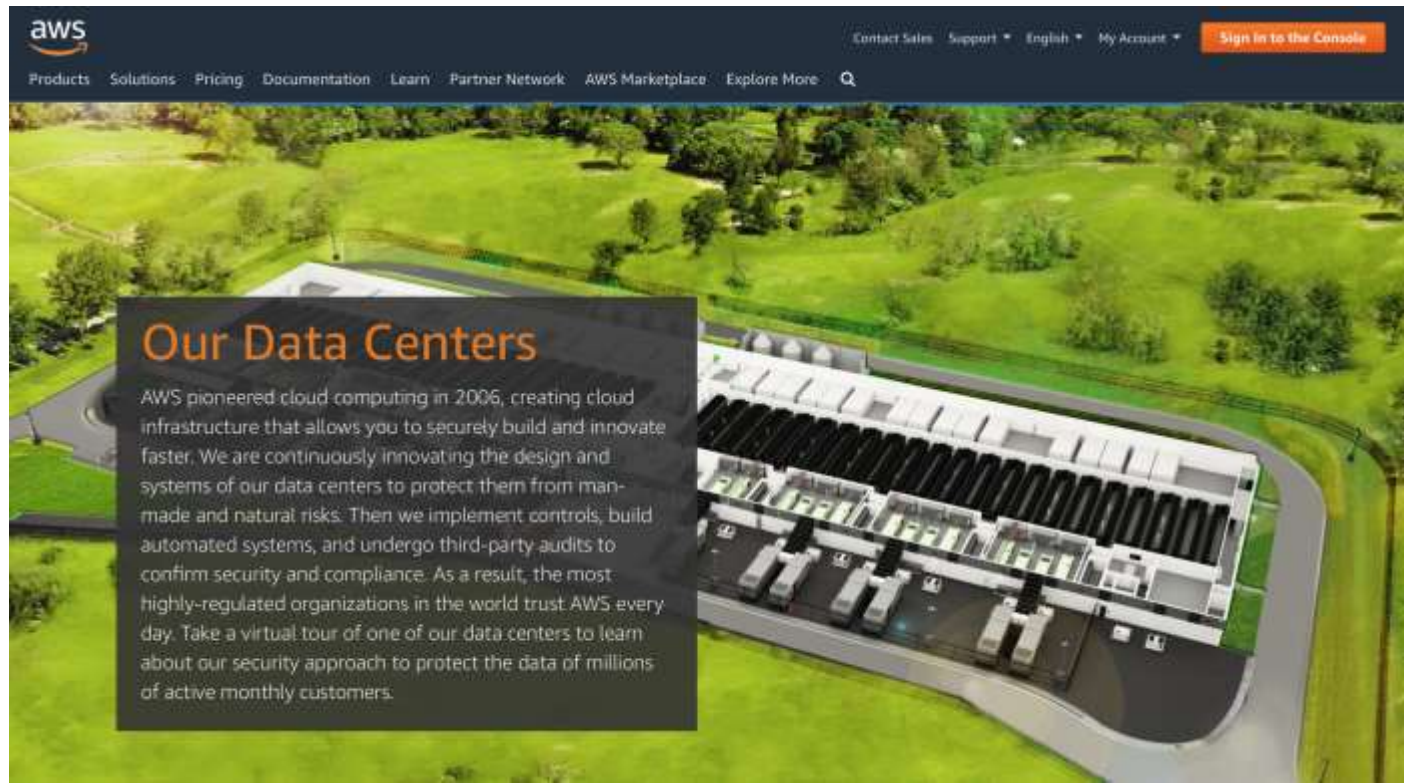 aws
Contact Sales Support English My Account Sign In to the Console
Products Solutions Pricing Documentation Learn Partner Network AWS Marketplace Explore More
Our Data Centers
AWS pioneered cloud computing in 2006, creating cloud
infrastructure that allows you to securely build and innovate
faster. We are continuously innovating the design and
systems of our data centers to protect them from man-
made and natural risks. Then we implement controls, build
automated systems, and undergo third-party audits to
confirm security and compliance. As a result, the most
highly-regulated organizations in the world trust AWS every
day. Take a virtual tour of one of our data centers to learn
about our security approach to protect the data of millions
of active monthly customers.